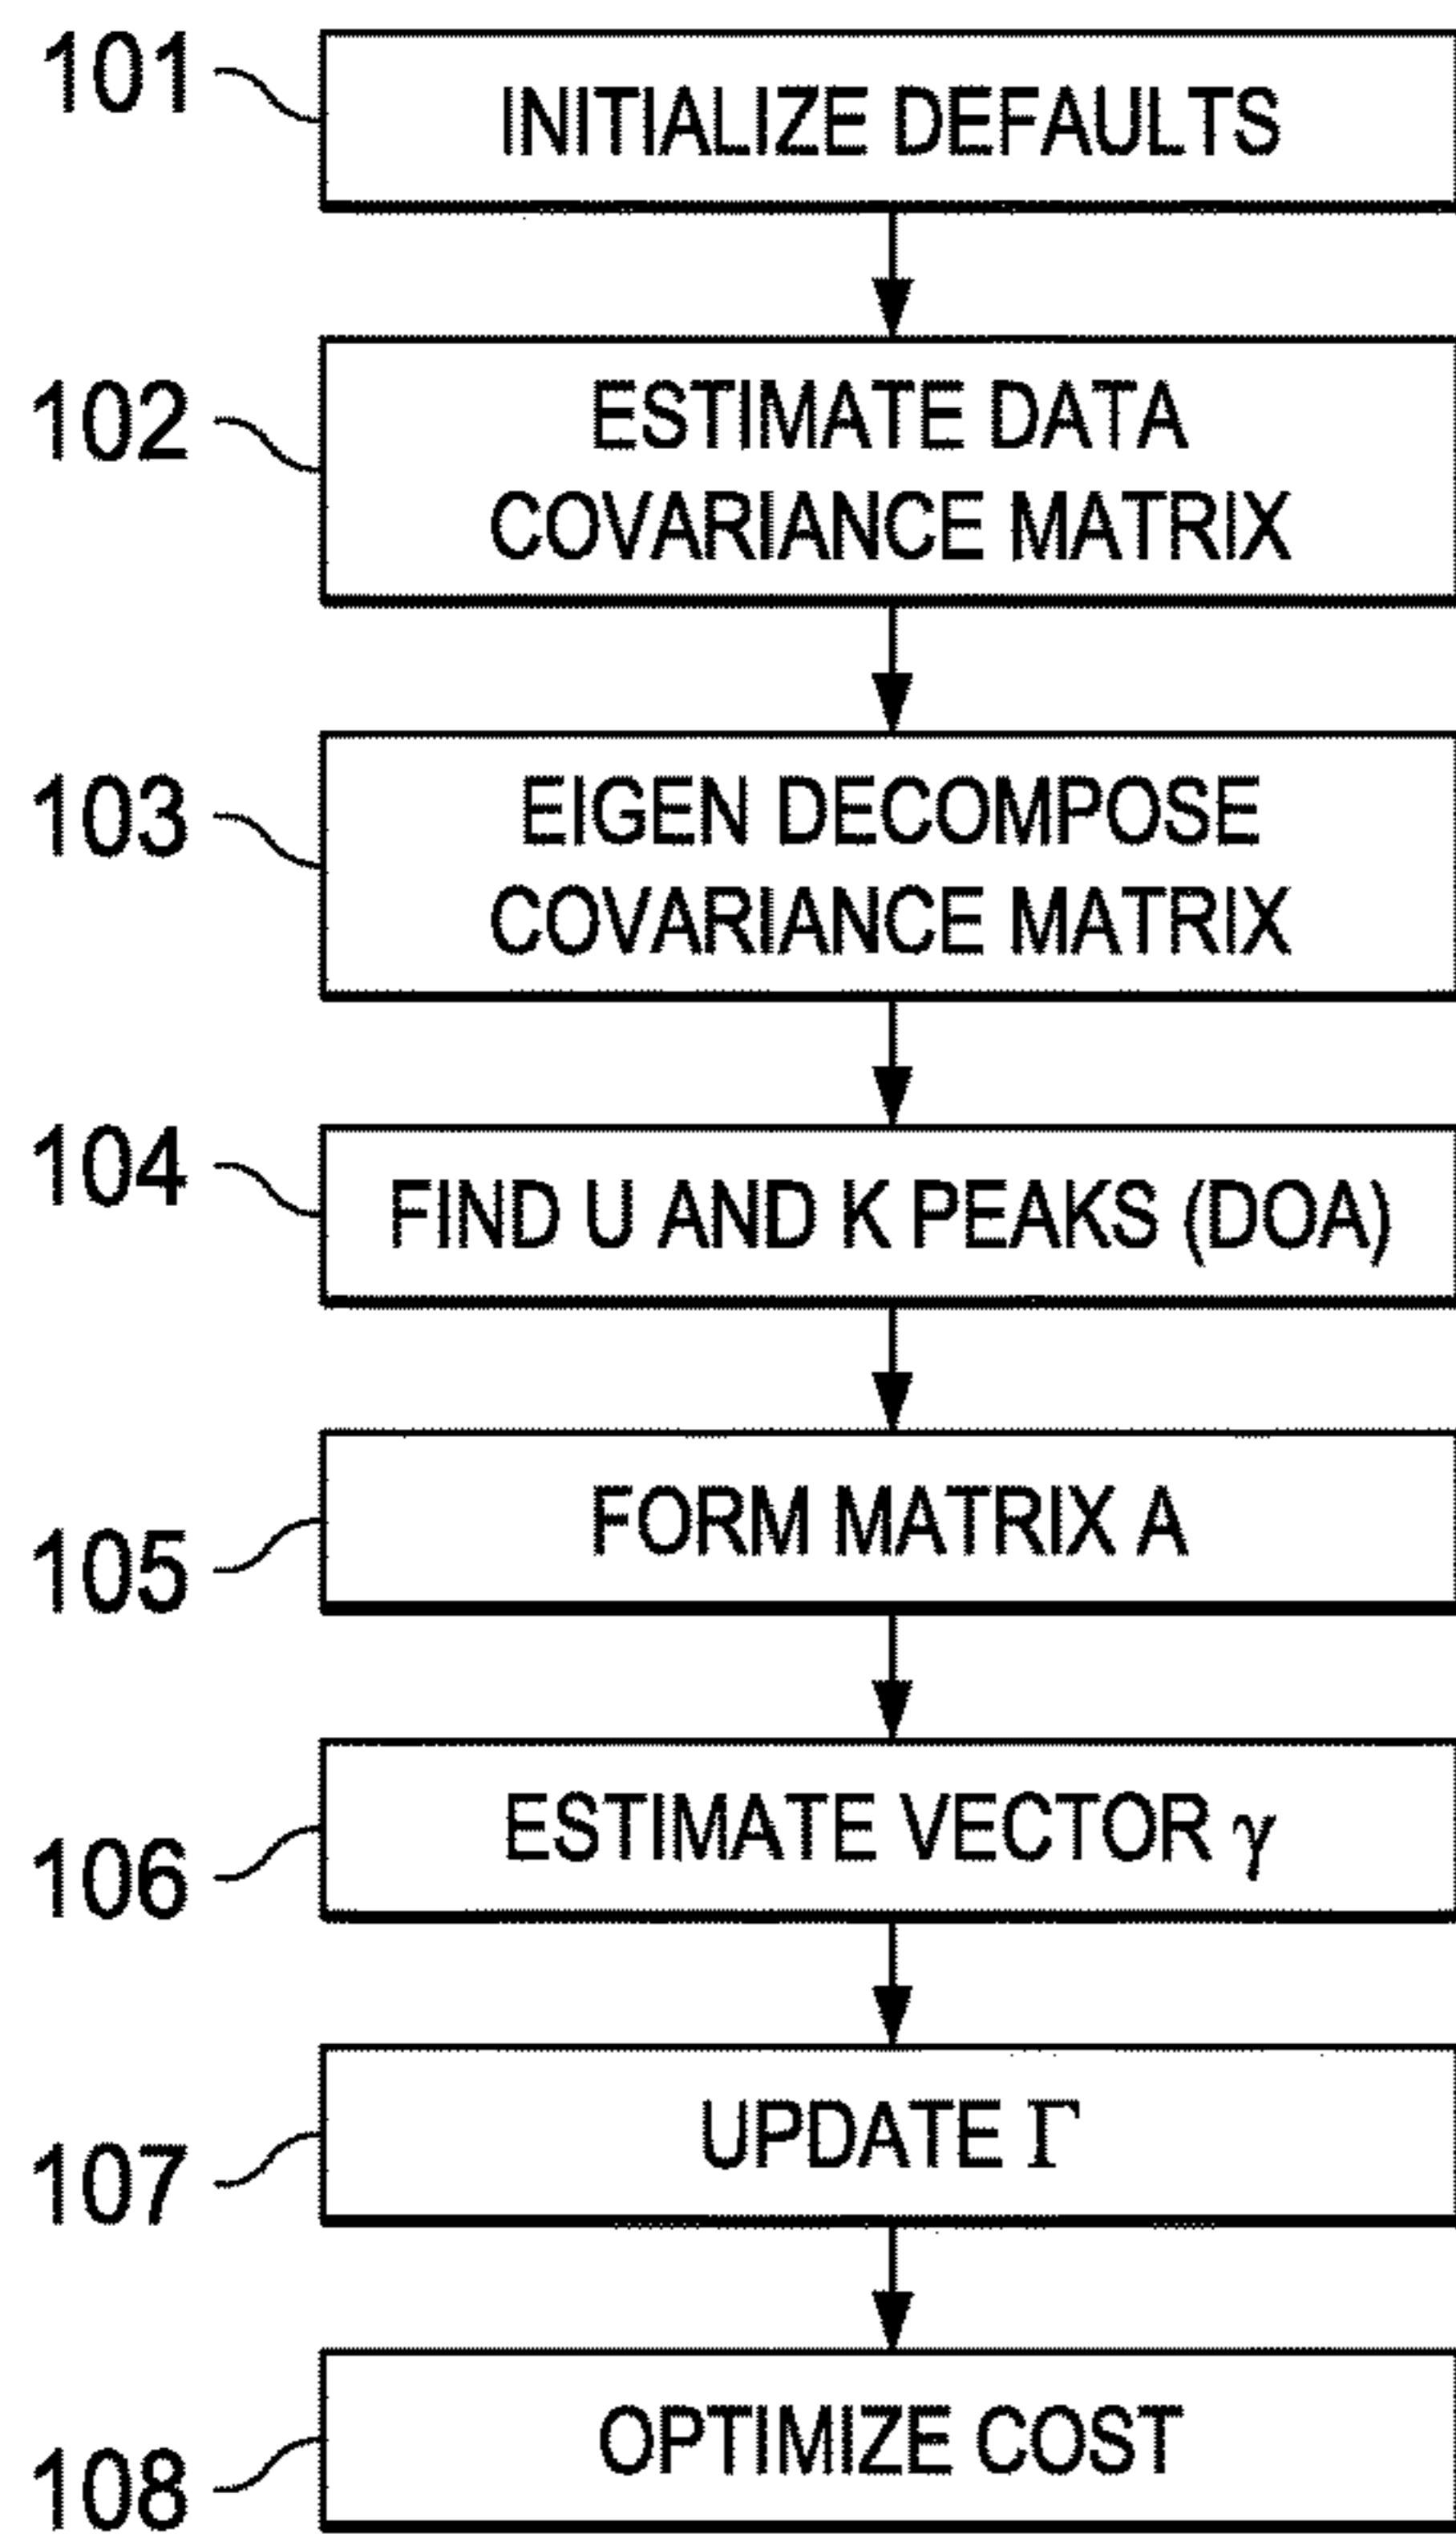 101
INITIALIZE DEFAULTS
102
ESTIMATE DATA
COVARIANCE MATRIX
103
EIGEN DECOMPOSE
COVARIANCE MATRIX
104
FIND U AND K PEAKS (DOA)
105
FORM MATRIX A
106
ESTIMATE VECTOR γ
107
UPDATE Γ
108
OPTIMIZE COST